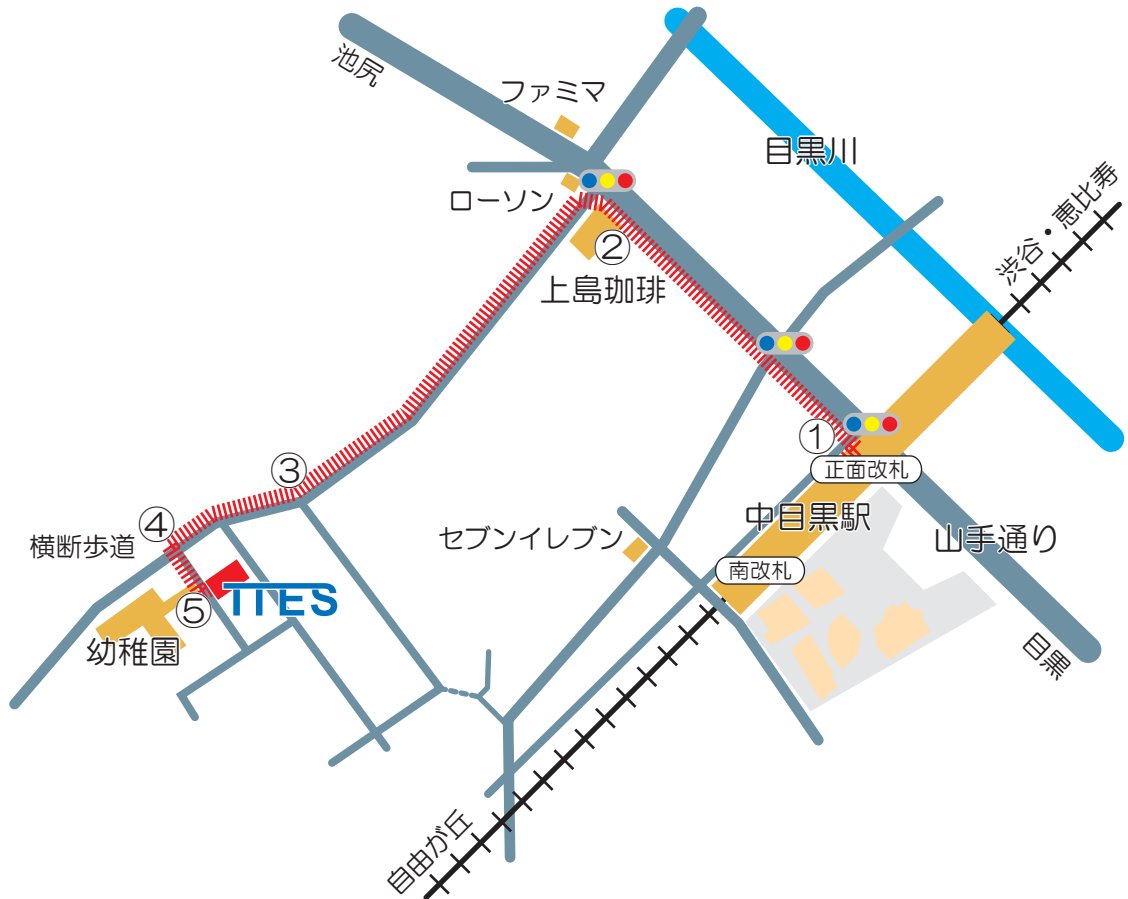 池尻
ファミマ
目黒川
渋谷・恵比寿
ローソン
②
上島珈琲
①
正面改札
③
中目黒駅
山手通り
④
横断歩道
セブンイレブン
南改札
⑤
TTES
幼稚園
目黒
自由が丘